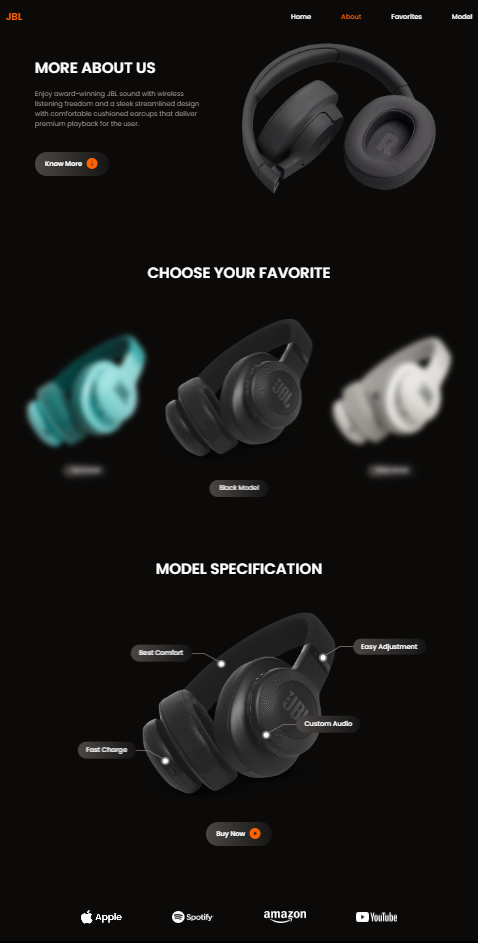 JBL
Home About Favorites Model
MORE ABOUT US
Enjoy award-winning JBL sound with wireless
listening freedom and a sleek streamlined design
with comfortable cushioned earcups that deliver
premium playback for the user.
Know More
CHOOSE YOUR FAVORITE
JBL
Black Model
MODEL SPECIFICATION
Best Comfort
Easy Adjustment
JBL
Custom Audio
Fast Charge
Buy Now
Apple
Spotify
amazon
YouTube